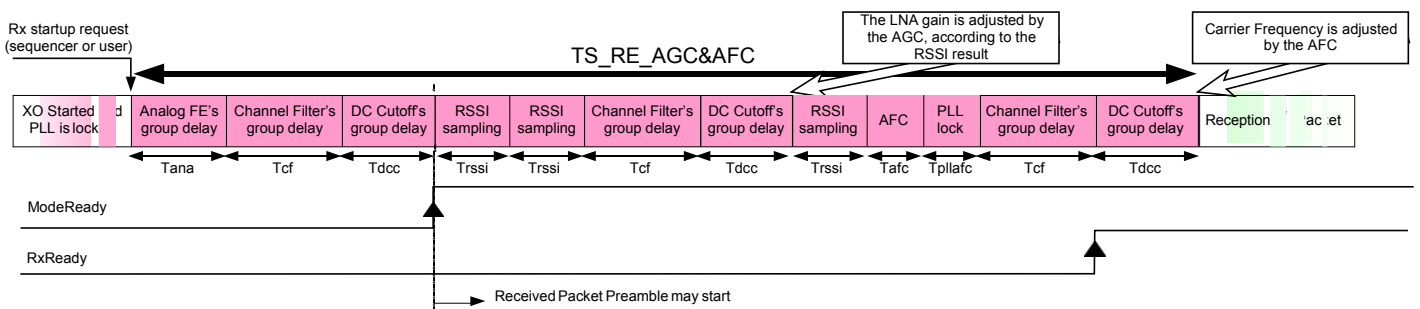 Rx startup request
(sequencer or user)
TS_RE_AGC&AFC
The LNA gain is adjusted by
the AGC, according to the
RSSI result
Carrier Frequency is adjusted
by the AFC
XO Started
PLL is lock
Analog FE's
group delay
Channel Filter's
group delay
DC Cutoff's
group delay
RSSI
sampling
RSSI
sampling
Channel Filter's
group delay
DC Cutoff's
group delay
RSSI
sampling
AFC
PLL
lock
Channel Filter's
group delay
DC Cutoff's
group delay
Reception
Tana
Tcf
Tdcc
Trssi
Trssi
Tcf
Tdcc
Trssi
Tafc
Tpllafc
Tcf
Tdcc
ModeReady
RxReady
Received Packet Preamble may start